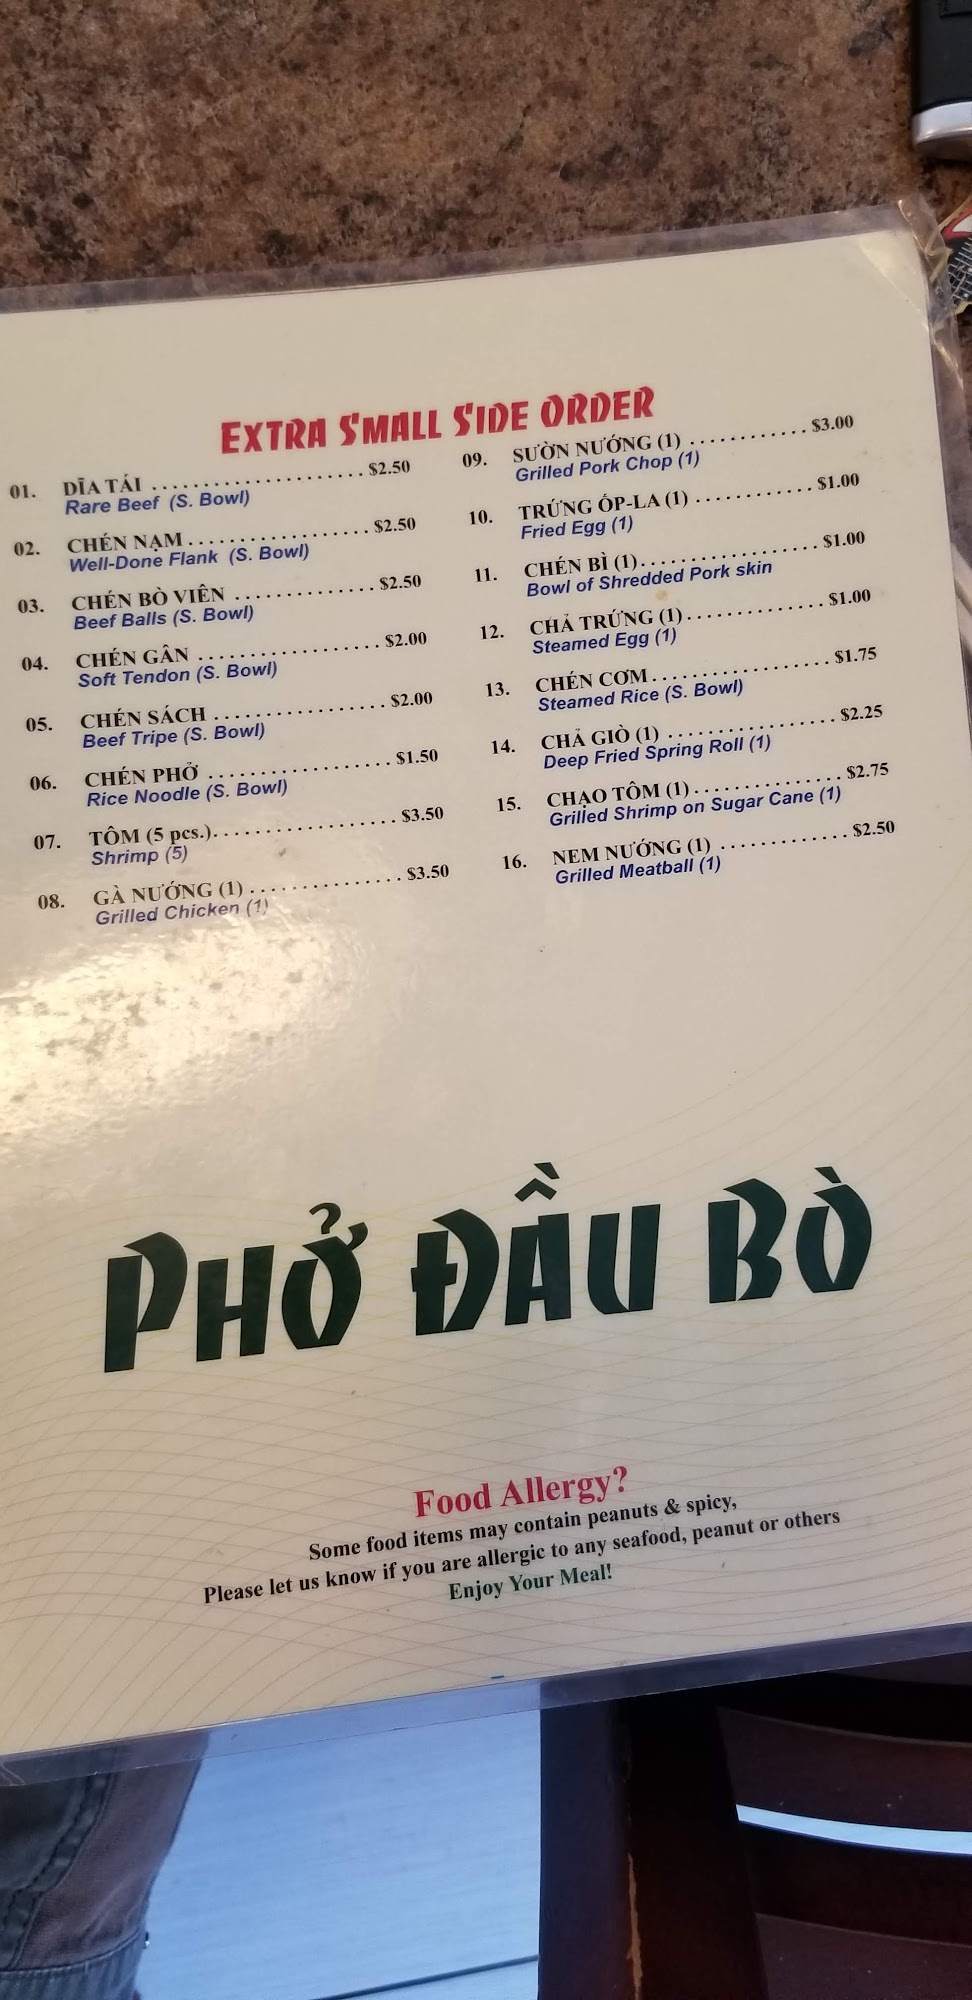 EXTRA SMALL SIDE ORDER
01. DĨA TÁI ..................... $2.50
Rare Beef (S. Bowl)
02. CHÉN NẠM .................. $2.50
Well-Done Flank (S. Bowl)
03. CHÉN BÒ VIÊN .............. $2.50
Beef Balls (S. Bowl)
04. CHÉN GÂN .................. $2.00
Soft Tendon (S. Bowl)
05. CHÉN SÁCH ................. $2.00
Beef Tripe (S. Bowl)
06. CHÉN PHỞ .................. $1.50
Rice Noodle (S. Bowl)
07. TÔM (5 pcs.)................. $3.50
Shrimp (5)
08. GÀ NƯỚNG (1) .............. $3.50
Grilled Chicken (1)
09. SƯỜN NƯỚNG (1) ............ $3.00
Grilled Pork Chop (1)
10. TRỨNG ỐP-LA (1) ............ $1.00
Fried Egg (1)
11. CHÉN BÌ (1).................. $1.00
Bowl of Shredded Pork skin
12. CHẢ TRỨNG (1).............. $1.00
Steamed Egg (1)
13. CHÉN CƠM.................. $1.75
Steamed Rice (S. Bowl)
14. CHẢ GIÒ (1) ................. $2.25
Deep Fried Spring Roll (1)
15. CHẠO TÔM (1)............... $2.75
Grilled Shrimp on Sugar Cane (1)
16. NEM NƯỚNG (1) ............ $2.50
Grilled Meatball (1)
PHỞ ĐẦU BÒ
Food Allergy?
Some food items may contain peanuts & spicy,
Please let us know if you are allergic to any seafood, peanut or others
Enjoy Your Meal!